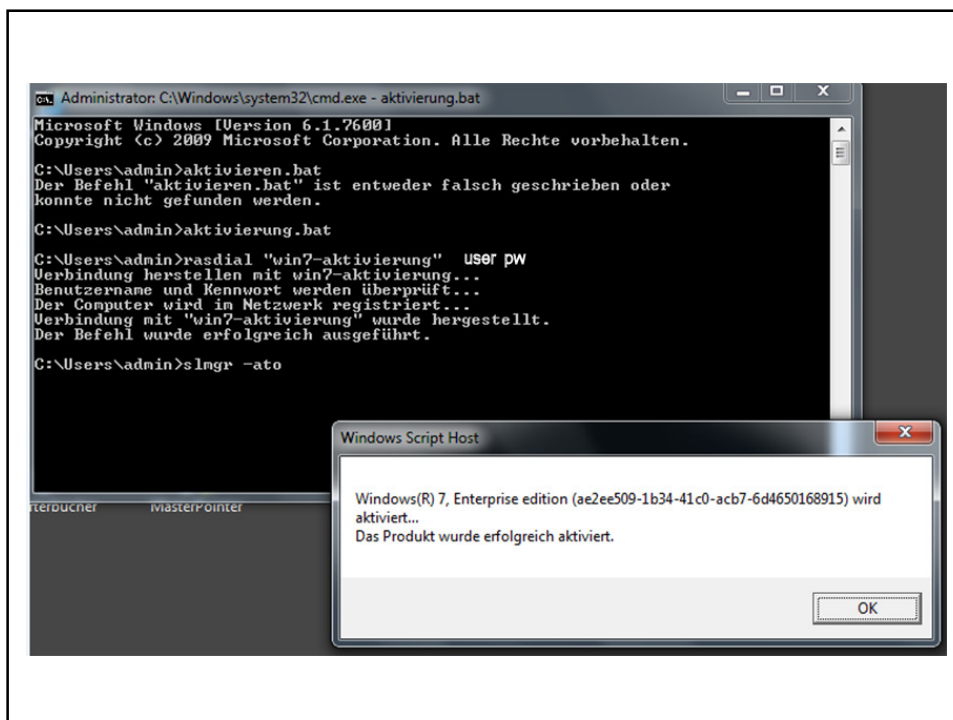 Administrator: C:\Windows\system32\cmd.exe - aktivierung.bat
Microsoft Windows [Version 6.1.7600]
Copyright (c) 2009 Microsoft Corporation. Alle Rechte vorbehalten.
C:\Users\admin>aktivieren.bat
Der Befehl "aktivieren.bat" ist entweder falsch geschrieben oder
konnte nicht gefunden werden.
C:\Users\admin>aktivierung.bat
C:\Users\admin>rasdial "win7-aktivierung" user pw
Verbindung herstellen mit win7-aktivierung...
Benutzername und Kennwort werden überprüft...
Der Computer wird im Netzwerk registriert...
Verbindung mit "win7-aktivierung" wurde hergestellt.
Der Befehl wurde erfolgreich ausgeführt.
C:\Users\admin>slmgr -ato
Windows Script Host
Windows(R) 7, Enterprise edition (ae2ee509-1b34-41c0-acb7-6d4650168915) wird
aktiviert...
Das Produkt wurde erfolgreich aktiviert.
OK
MasterPointer